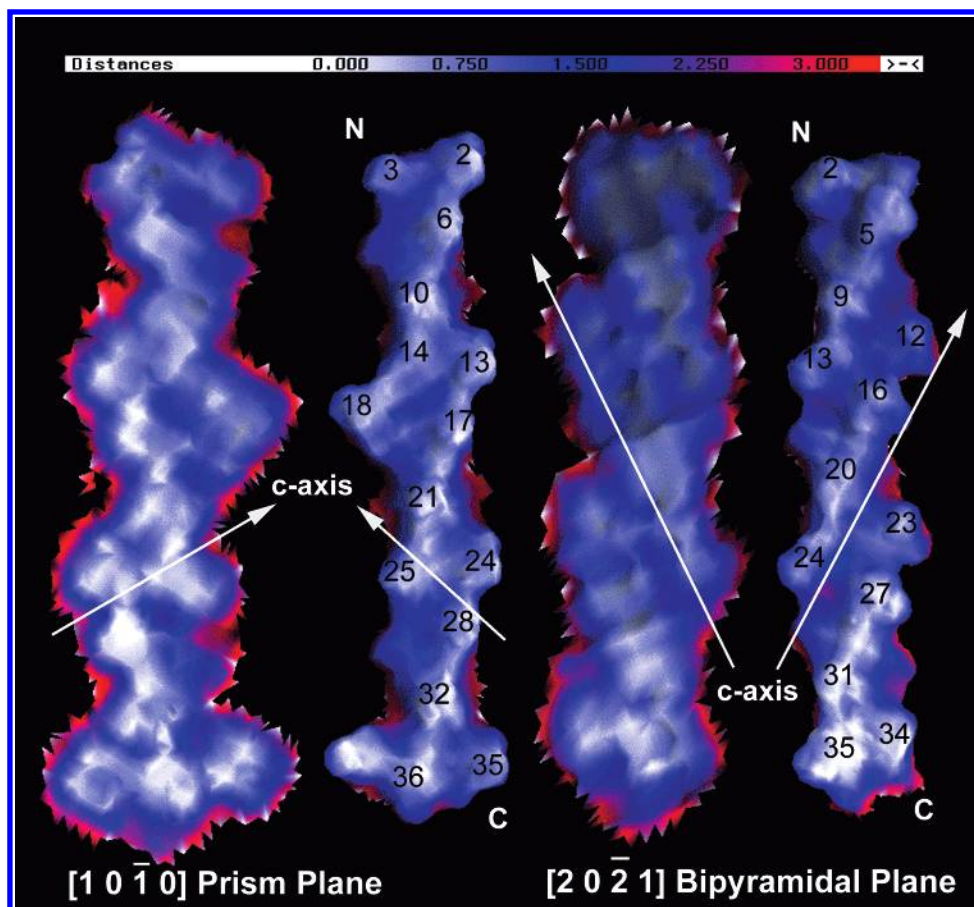 Distances 0.000 0.750 1.500 2.250 3.000 >-<
N N
3 2 2
6 5
10 9
14 13 13 12
18 17 16
20
c-axis 21 23
25 24 24
28 27
32 31
c-axis
36 35 35 34
C C
[1 0 1̅ 0] Prism Plane [2 0 2̅ 1] Bipyramidal Plane